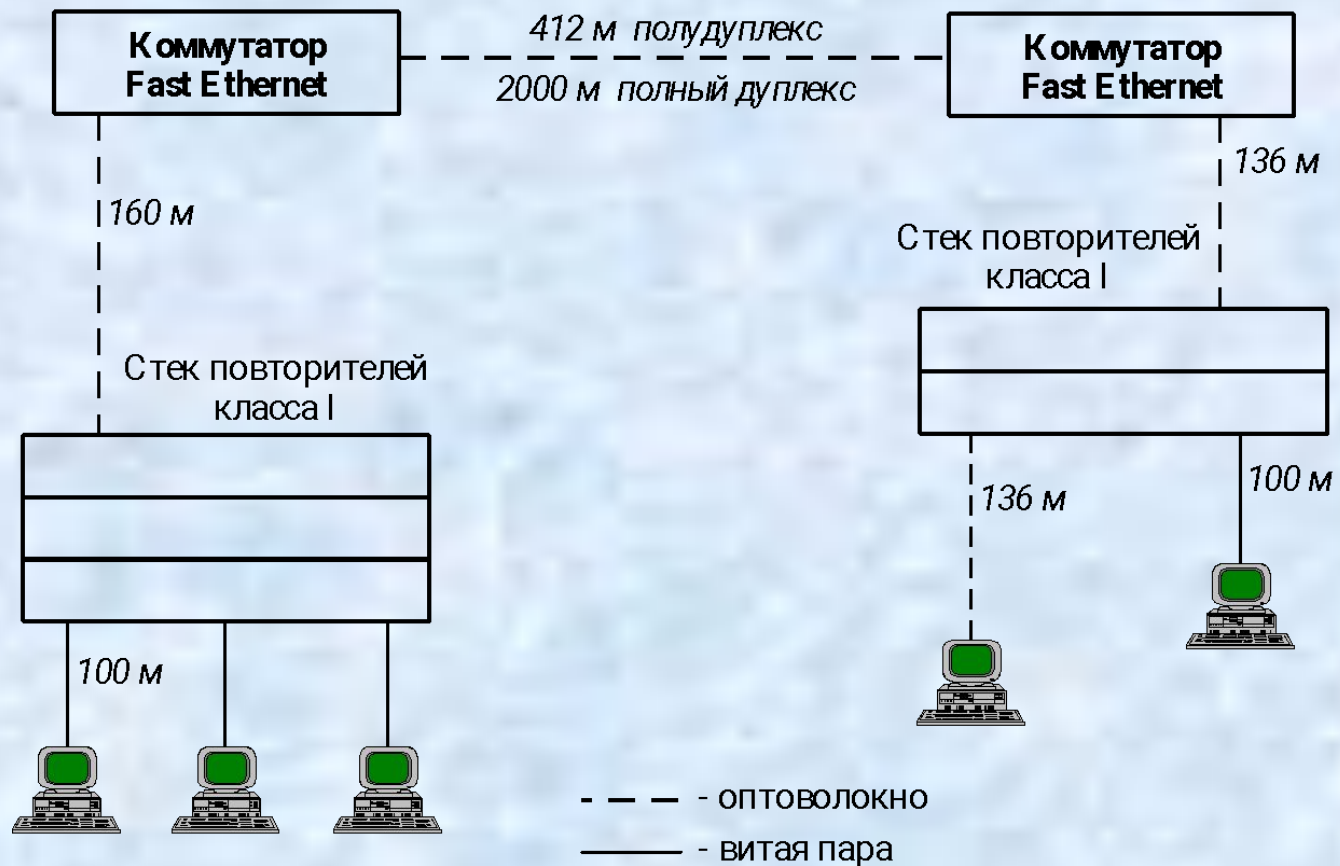 Коммутатор
Fast Ethernet
412 м полудуплекс
2000 м полный дуплекс
Коммутатор
Fast Ethernet
160 м
136 м
Стек повторителей
класса I
Стек повторителей
класса I
136 м
100 м
100 м
- оптоволокно
- витая пара